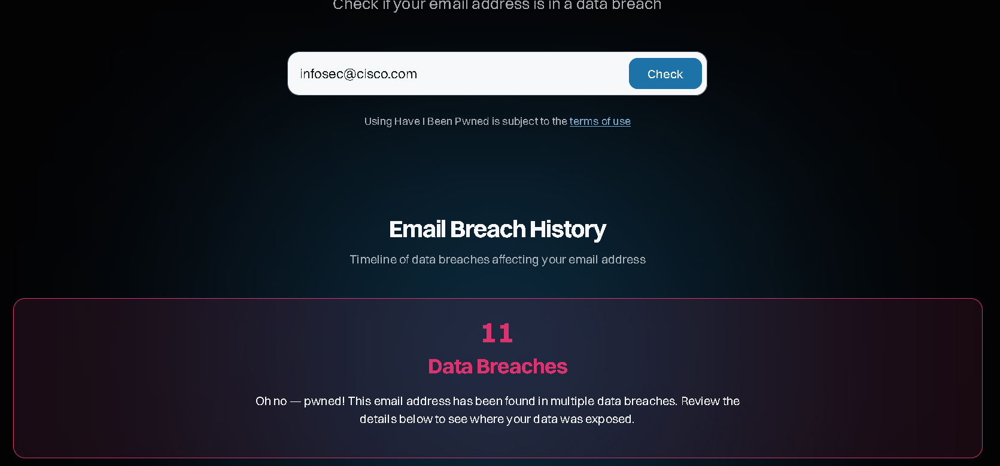 Check if your email address is in a data breach
infosec@cisco.com
Check
Using Have I Been Pwned is subject to the terms of use
Email Breach History
Timeline of data breaches affecting your email address
11
Data Breaches
Oh no — pwned! This email address has been found in multiple data breaches. Review the
details below to see where your data was exposed.